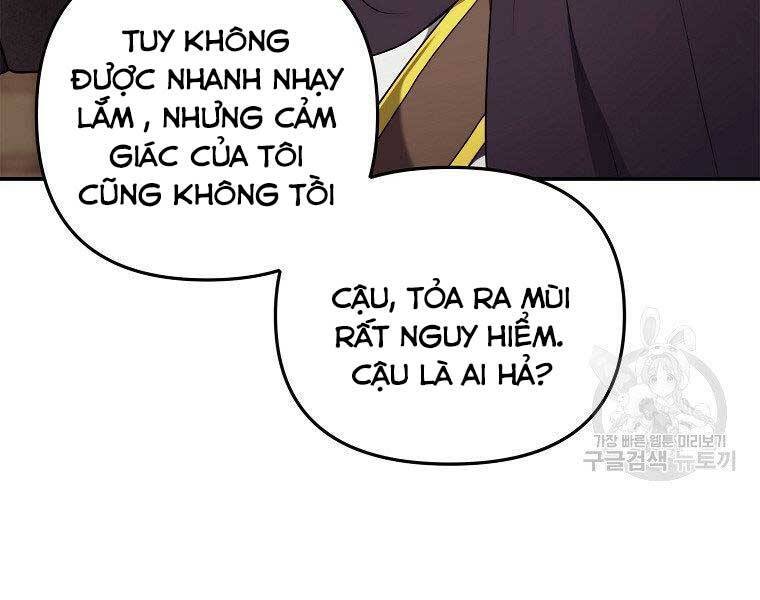 TUY KHÔNG
ĐƯỢC NHANH NHẠY
LẮM , NHƯNG CẢM
GIÁC CỦA TÔI
CŨNG KHÔNG TỒI
CẬU, TỎA RA MÙI
RẤT NGUY HIỂM.
CẬU LÀ AI HẢ?
가장 빠른 웹툰 미리보기
구글검색 뉴토끼